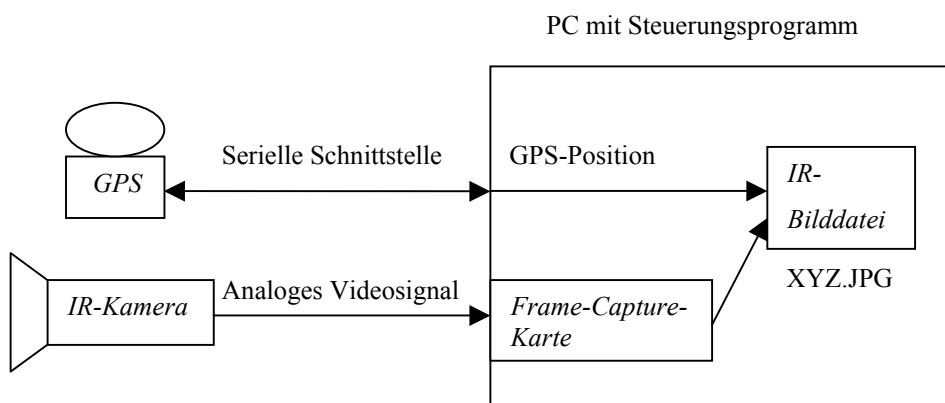 PC mit Steuerungsprogramm
Serielle Schnittstelle
GPS-Position
GPS
IR-
Bilddatei
XYZ.JPG
IR-Kamera
Analoges Videosignal
Frame-Capture-
Karte